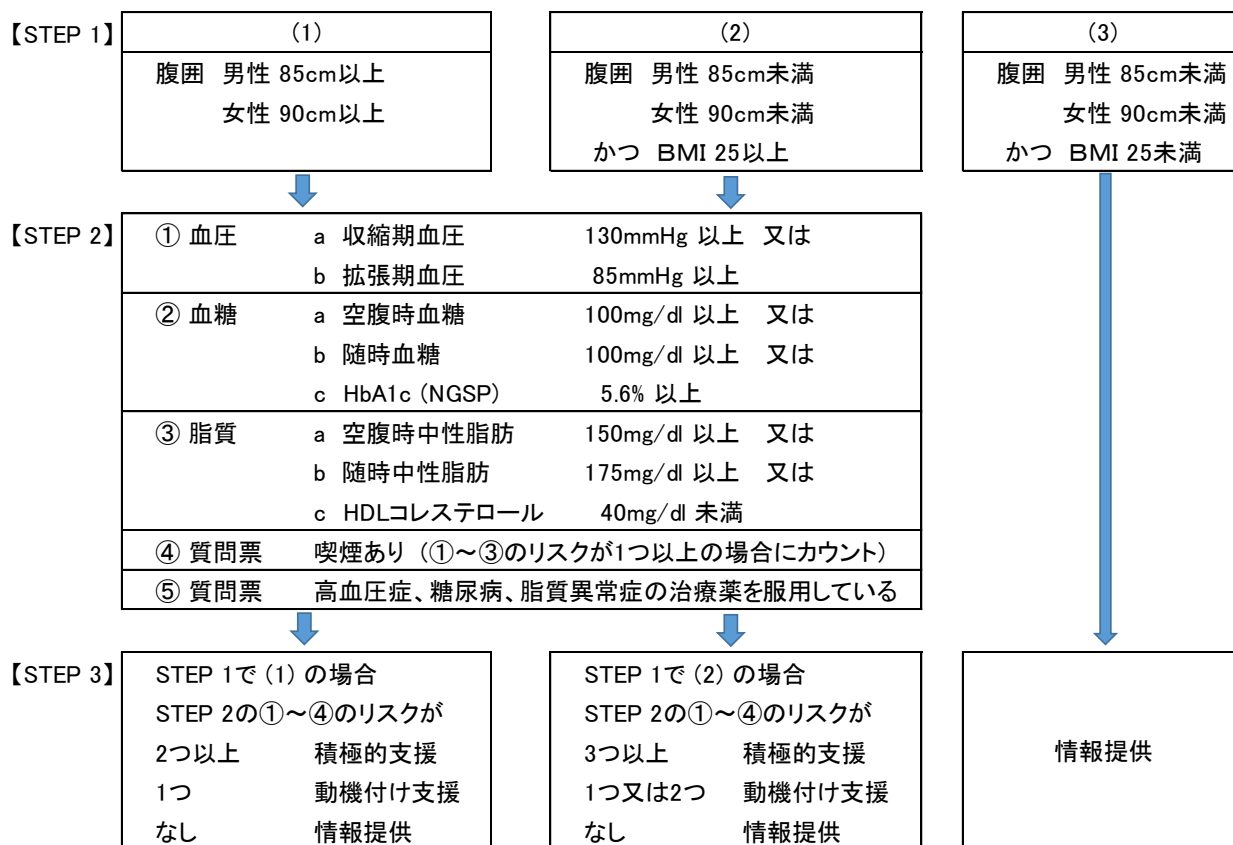 【STEP 1】 (1) (2) (3)
腹囲 男性 85cm以上 腹囲 男性 85cm未満 腹囲 男性 85cm未満
女性 90cm以上 女性 90cm未満 女性 90cm未満
かつ BMI 25以上 かつ BMI 25未満
【STEP 2】 ① 血圧 a 収縮期血圧 130mmHg 以上 又は
b 拡張期血圧 85mmHg 以上
② 血糖 a 空腹時血糖 100mg/dl 以上 又は
b 随時血糖 100mg/dl 以上 又は
c HbA1c (NGSP) 5.6% 以上
③ 脂質 a 空腹時中性脂肪 150mg/dl 以上 又は
b 随時中性脂肪 175mg/dl 以上 又は
c HDLコレステロール 40mg/dl 未満
④ 質問票 喫煙あり (①~③のリスクが1つ以上の場合にカウント)
⑤ 質問票 高血圧症、糖尿病、脂質異常症の治療薬を服用している
【STEP 3】 STEP 1で (1) の場合 STEP 1で (2) の場合
STEP 2の①~④のリスクが STEP 2の①~④のリスクが
2つ以上 積極的支援 3つ以上 積極的支援 情報提供
1つ 動機付け支援 1つ又は2つ 動機付け支援
なし 情報提供 なし 情報提供